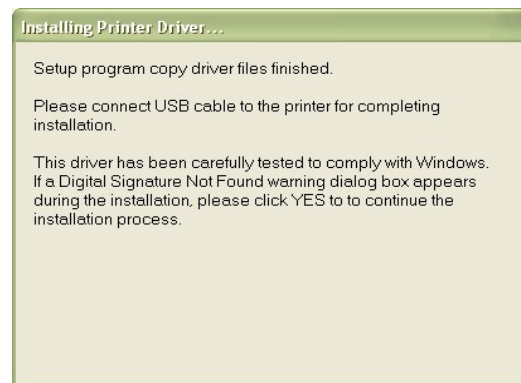 Installing Printer Driver...
Setup program copy driver files finished.
Please connect USB cable to the printer for completing
installation.
This driver has been carefully tested to comply with Windows.
If a Digital Signature Not Found warning dialog box appears
during the installation, please click YES to to continue the
installation process.